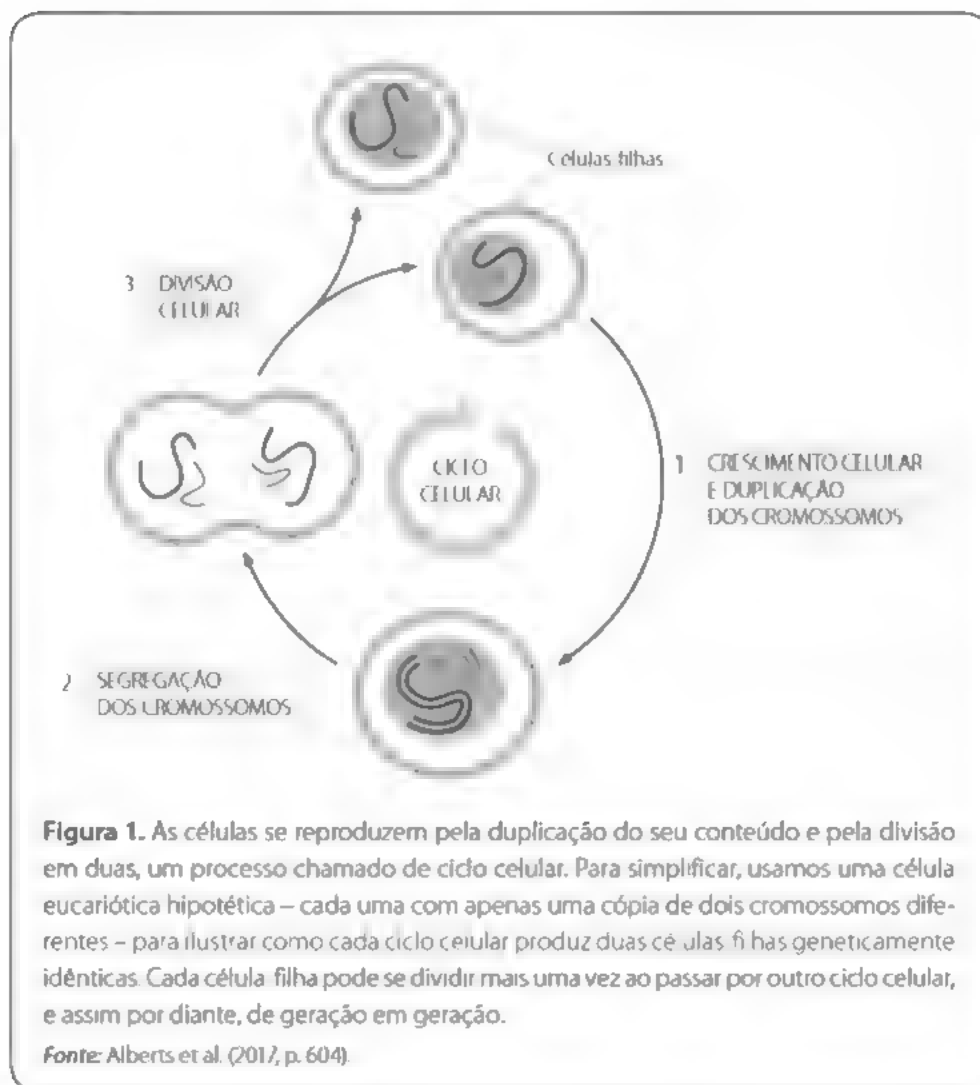 Células filhas
3 DIVISÃO
CELULAR
CICLO
CELULAR
1 CRESCIMENTO CELULAR
E DUPLICAÇÃO
DOS CROMOSSOMOS
2 SEGREGAÇÃO
DOS CROMOSSOMOS
Figura 1. As células se reproduzem pela duplicação do seu conteúdo e pela divisão
em duas, um processo chamado de ciclo celular. Para simplificar, usamos uma célula
eucariótica hipotética – cada uma com apenas uma cópia de dois cromossomos dife-
rentes – para ilustrar como cada ciclo celular produz duas células filhas geneticamente
idênticas. Cada célula filha pode se dividir mais uma vez ao passar por outro ciclo celular,
e assim por diante, de geração em geração.
Fonte: Alberts et al. (2017, p. 604).